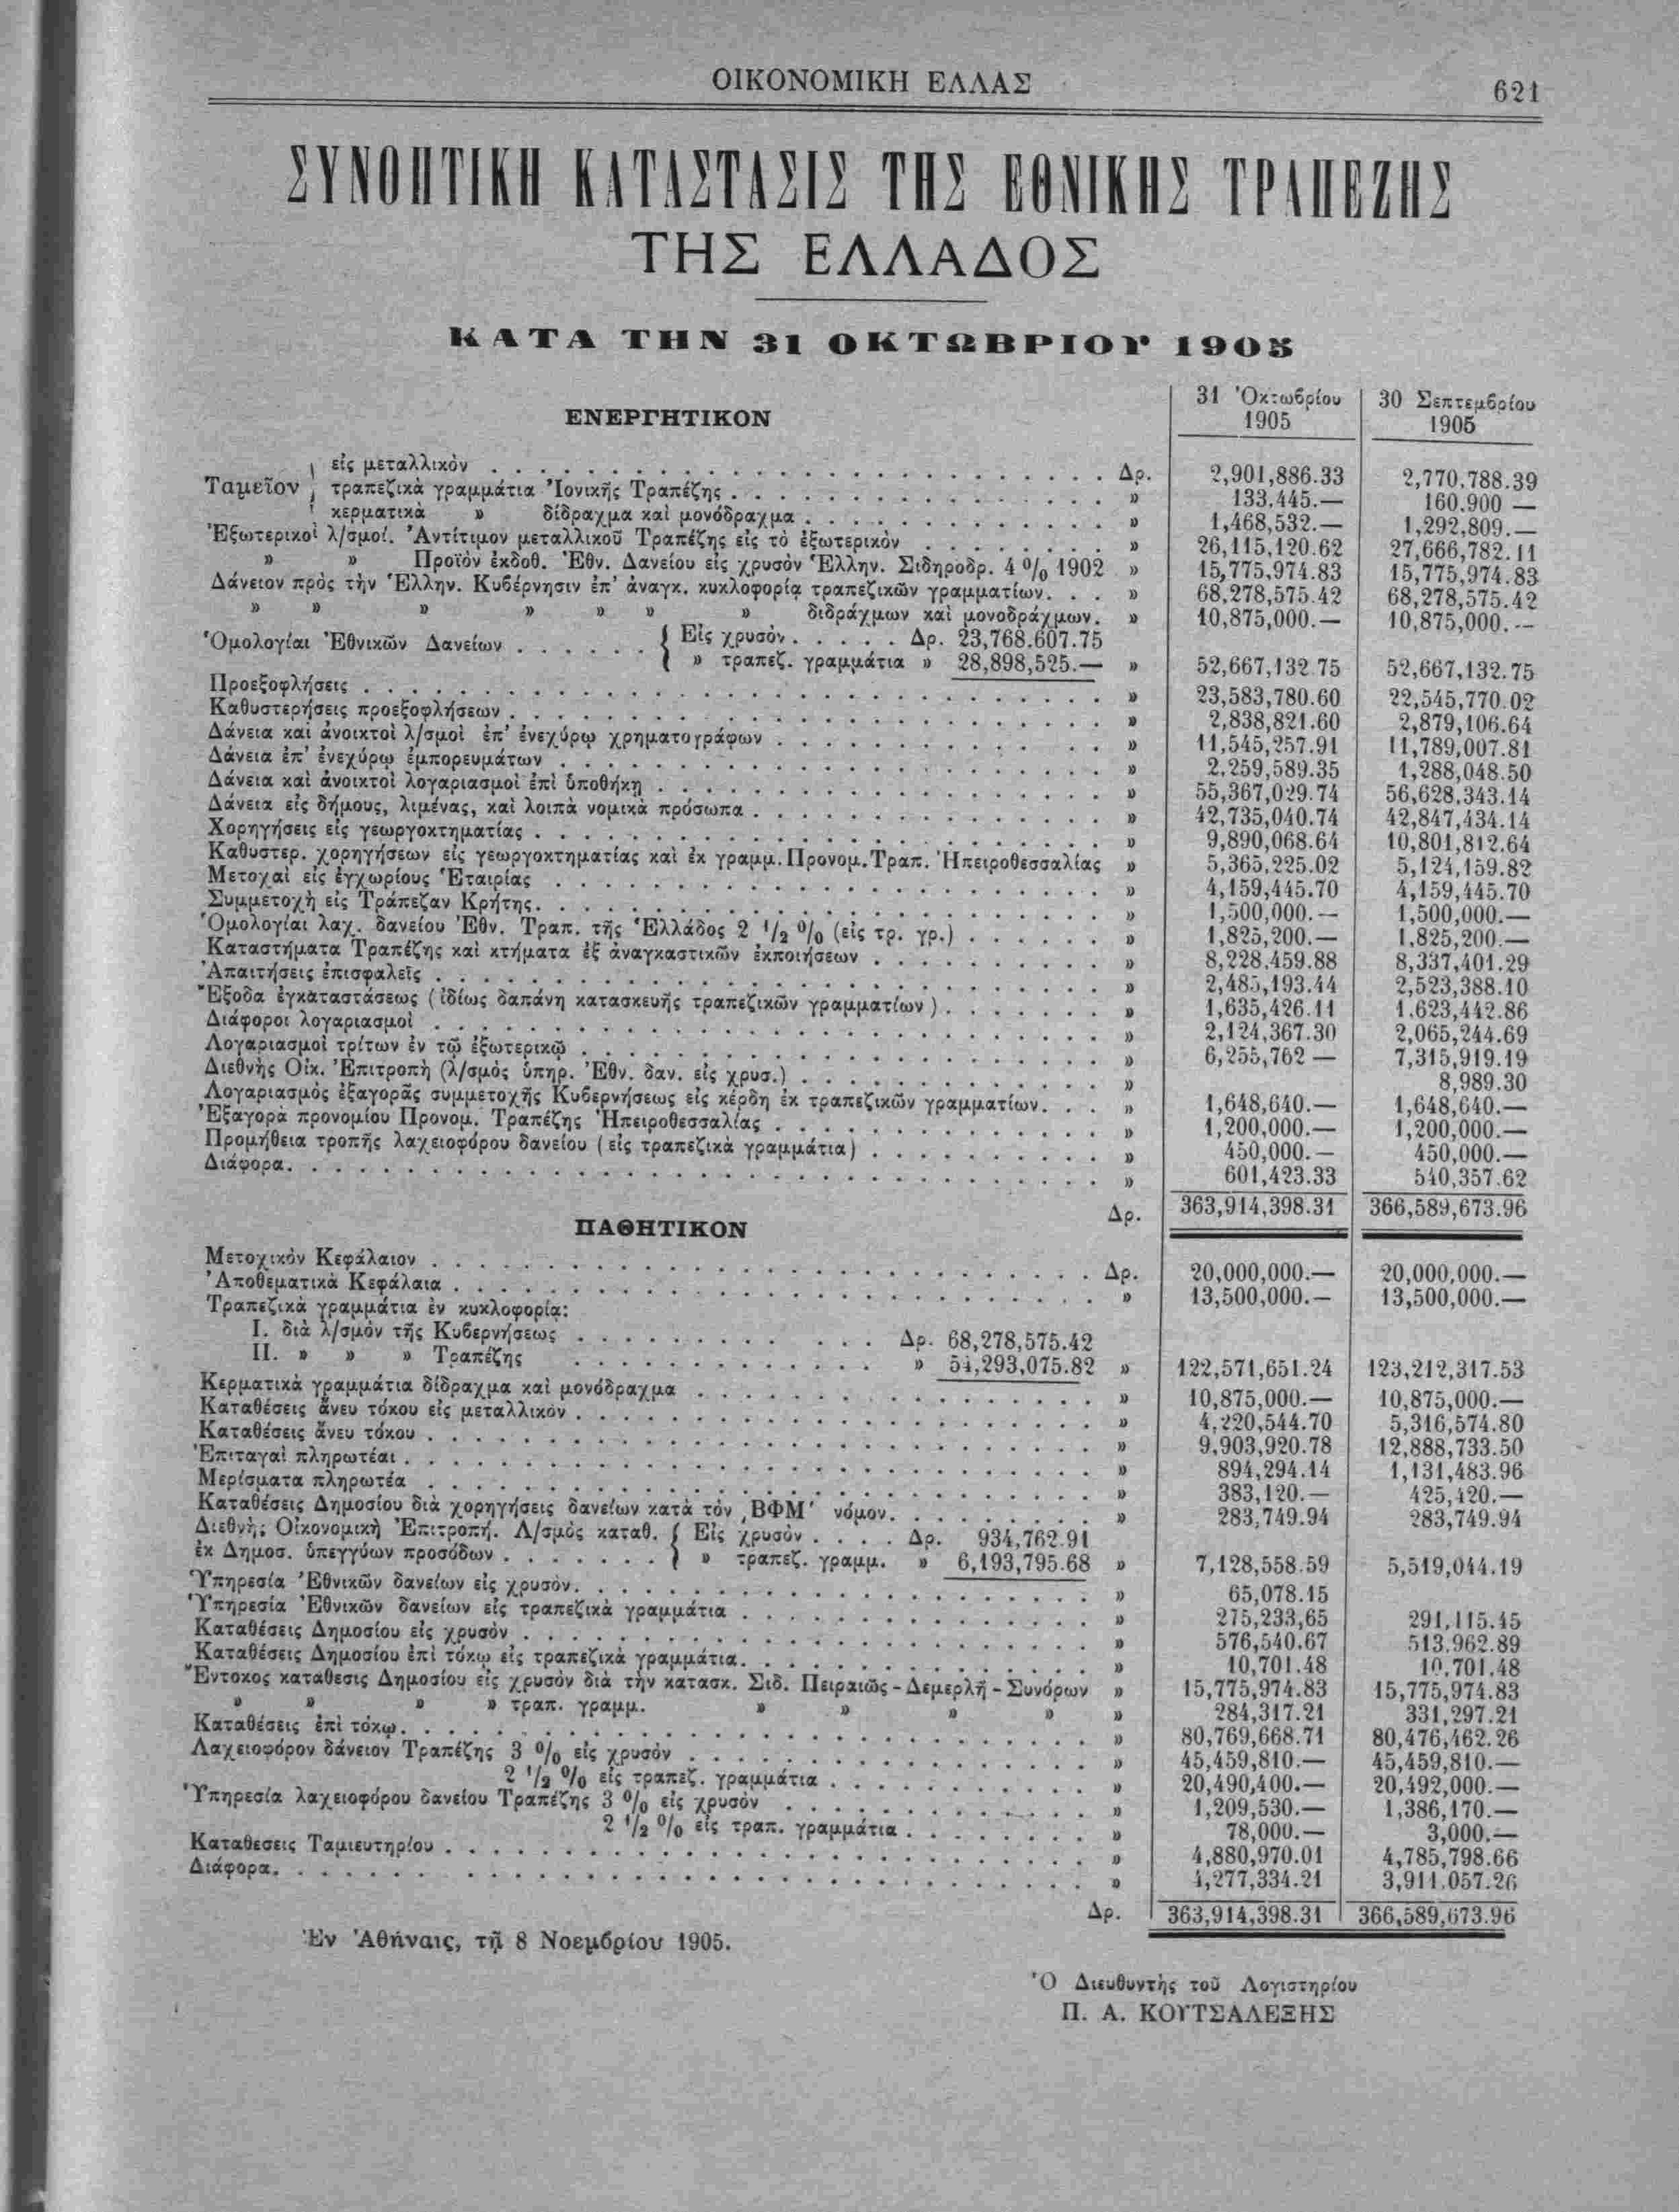 ΟΙΚΟΝΟΜΙΚΗ ΕΛΛΑΣ 621
ΣΥΝΟΠΤΙΚΗ ΚΑΤΑΣΤΑΣΙΣ ΤΗΣ ΕΘΝΙΚΗΣ ΤΡΑΠΕΖΗΣ
ΤΗΣ ΕΛΛΑΔΟΣ
ΚΑΤΑ ΤΗΝ 31 ΟΚΤΩΒΡΙΟΥ 1905
ΕΝΕΡΓΗΤΙΚΟΝ 31 Ὀκτωβρίου 1905 30 Σεπτεμβρίου 1905
Ταμεῖον εἰς μεταλλικὸν . . . Δρ. 2,901,886.33 2,770,788.39
τραπεζικὰ γραμμάτια Ἰονικῆς Τραπέζης . . . » 133.445.— 160.900 —
κερματικὰ » δίδραχμα καὶ μονόδραχμα . . . » 1,468,532.— 1,292,809.—
Ἐξωτερικοὶ λ/σμοί. Ἀντίτιμον μεταλλικοῦ Τραπέζης εἰς τὸ ἐξωτερικὸν . . . » 26,115,120.62 27,666,782.11
» » Προϊὸν ἐκδοθ. Ἐθν. Δανείου εἰς χρυσὸν Ἑλλην. Σιδηροδρ. 4 0/0 1902 » 15,775,974.83 15,775,974.83
Δάνειον πρὸς τὴν Ἑλλην. Κυβέρνησιν ἐπ' ἀναγκ. κυκλοφορίᾳ τραπεζικῶν γραμματίων. . . » 68,278,575.42 68,278,575.42
» » » » » » » διδράχμων καὶ μονοδράχμων. » 10,875,000.— 10,875,000.—
Ὁμολογίαι Ἐθνικῶν Δανείων . . . { Εἰς χρυσὸν. . . . . Δρ. 23,768.607.75
» τραπεζ. γραμμάτια » 28,898,525.— » 52,667,132 75 52,667,132.75
Προεξοφλήσεις . . . » 23,583,780.60 22,545,770.02
Καθυστερήσεις προεξοφλήσεων . . . » 2,838,821.60 2,879,106.64
Δάνεια καὶ ἀνοικτοὶ λ/σμοὶ ἐπ' ἐνεχύρῳ χρηματογράφων . . . » 11,545,257.91 11,789,007.81
Δάνεια ἐπ' ἐνεχύρῳ ἐμπορευμάτων . . . » 2,259,589.35 1,288,048.50
Δάνεια καὶ ἀνοικτοὶ λογαριασμοὶ ἐπὶ ὑποθήκῃ . . . » 55,367,029.74 56,628,343.14
Δάνεια εἰς δήμους, λιμένας, καὶ λοιπὰ νομικὰ πρόσωπα . . . » 42,735,040.74 42,847,434.14
Χορηγήσεις εἰς γεωργοκτηματίας . . . » 9,890,068.64 10,801,812.64
Καθυστερ. χορηγήσεων εἰς γεωργοκτηματίας καὶ ἐκ γραμμ. Προνομ. Τραπ. Ἠπειροθεσσαλίας » 5,365,225.02 5,124,159.82
Μετοχαὶ εἰς ἐγχωρίους Ἑταιρίας . . . » 4,159,445.70 4,159,445.70
Συμμετοχὴ εἰς Τράπεζαν Κρήτης. . . . » 1,500,000.— 1,500,000.—
Ὁμολογίαι λαχ. δανείου Ἐθν. Τραπ. τῆς Ἑλλάδος 2 1/2 0/0 (εἰς τρ. γρ.) . . . » 1,825,200.— 1.825,200.—
Καταστήματα Τραπέζης καὶ κτήματα ἐξ ἀναγκαστικῶν ἐκποιήσεων . . . » 8,228.459.88 8,337,401.29
Ἀπαιτήσεις ἐπισφαλεῖς . . . » 2,485,193.44 2,523,388.10
Ἔξοδα ἐγκαταστάσεως (ἰδίως δαπάνη κατασκευῆς τραπεζικῶν γραμματίων) . . . » 1,635,426.11 1.623,442.86
Διάφοροι λογαριασμοὶ . . . » 2,124,367.30 2,065,244.69
Λογαριασμοὶ τρίτων ἐν τῷ ἐξωτερικῷ . . . » 6,255,762 — 7,315,919.19
Διεθνὴς Οἰκ. Ἐπιτροπὴ (λ/σμὸς ὑπηρ. Ἐθν. δαν. εἰς χρυσ.) . . . » 8,989.30
Λογαριασμὸς ἐξαγορᾶς συμμετοχῆς Κυβερνήσεως εἰς κέρδη ἐκ τραπεζικῶν γραμματίων. . . » 1,648,640.— 1,648,640.—
Ἐξαγορὰ προνομίου Προνομ. Τραπέζης Ἠπειροθεσσαλίας . . . » 1,200,000.— 1,200,000.—
Προμήθεια τροπῆς λαχειοφόρου δανείου (εἰς τραπεζικὰ γραμμάτια) . . . » 450,000.— 450,000.—
Διάφορα. . . . » 601,423.33 540,357.62
Δρ. 363,914,398.31 366,589,673.96
ΠΑΘΗΤΙΚΟΝ
Μετοχικὸν Κεφάλαιον . . . Δρ. 20,000,000.— 20,000,000.—
Ἀποθεματικὰ Κεφάλαια . . . » 13,500,000.— 13,500,000.—
Τραπεζικὰ γραμμάτια ἐν κυκλοφορίᾳ:
Ι. διὰ λ/σμὸν τῆς Κυβερνήσεως . . . Δρ. 68,278,575.42
ΙΙ. » » » Τραπέζης . . . » 54,293,075.82 » 122,571,651.24 123,212,317.53
Κερματικὰ γραμμάτια δίδραχμα καὶ μονόδραχμα . . . » 10,875,000.— 10,875,000.—
Καταθέσεις ἄνευ τόκου εἰς μεταλλικὸν . . . » 4,220,544.70 5,316,574.80
Καταθέσεις ἄνευ τόκου . . . » 9,903,920.78 12,888,733.50
Ἐπιταγαὶ πληρωτέαι . . . » 894,294.14 1,131,483.96
Μερίσματα πληρωτέα . . . » 383,120.— 425,420.—
Καταθέσεις Δημοσίου διὰ χορηγήσεις δανείων κατὰ τὸν ͵ΒΦΜ' νόμον. . . . » 283,749.94 283,749.94
Διεθνὴς Οἰκονομικὴ Ἐπιτροπή. Λ/σμὸς καταθ. { Εἰς χρυσὸν . . . . Δρ. 934,762.91
ἐκ Δημοσ. ὑπεγγύων προσόδων . . . » τραπεζ. γραμμ. » 6,193,795.68 » 7,128,558.59 5,519,044.19
Ὑπηρεσία Ἐθνικῶν δανείων εἰς χρυσὸν. . . . » 65,078.15
Ὑπηρεσία Ἐθνικῶν δανείων εἰς τραπεζικὰ γραμμάτια . . . » 275,233,65 291,115.45
Καταθέσεις Δημοσίου εἰς χρυσὸν . . . » 576,540.67 513,962.89
Καταθέσεις Δημοσίου ἐπὶ τόκῳ εἰς τραπεζικὰ γραμμάτια. . . . » 10,701.48 10,701.48
Ἔντοκος κατάθεσις Δημοσίου εἰς χρυσὸν διὰ τὴν κατασκ. Σιδ. Πειραιῶς - Δεμερλῆ - Συνόρων » 15,775,974.83 15,775,974.83
» » » » τραπ. γραμμ. » » » » » 284,317.21 331,297.21
Καταθέσεις ἐπὶ τόκῳ. . . . » 80,769,668.71 80,476,462.26
Λαχειοφόρον δάνειον Τραπέζης 3 0/0 εἰς χρυσὸν . . . » 45,459,810.— 45,459,810.—
2 1/2 0/0 εἰς τραπεζ. γραμμάτια . . . » 20,490,400.— 20,492,000.—
Ὑπηρεσία λαχειοφόρου δανείου Τραπέζης 3 0/0 εἰς χρυσὸν . . . » 1,209,530.— 1,386,170.—
2 1/2 0/0 εἰς τραπ. γραμμάτια . . . » 78,000.— 3,000.—
Καταθέσεις Ταμιευτηρίου . . . » 4,880,970.01 4,785,798.66
Διάφορα. . . . » 4,277,334.21 3,911,057.26
Δρ. 363,914,398.31 366,589,673.96
Ἐν Ἀθήναις, τῇ 8 Νοεμβρίου 1905.
Ὁ Διευθυντὴς τοῦ Λογιστηρίου
Π. Α. ΚΟΥΤΣΑΛΕΞΗΣ